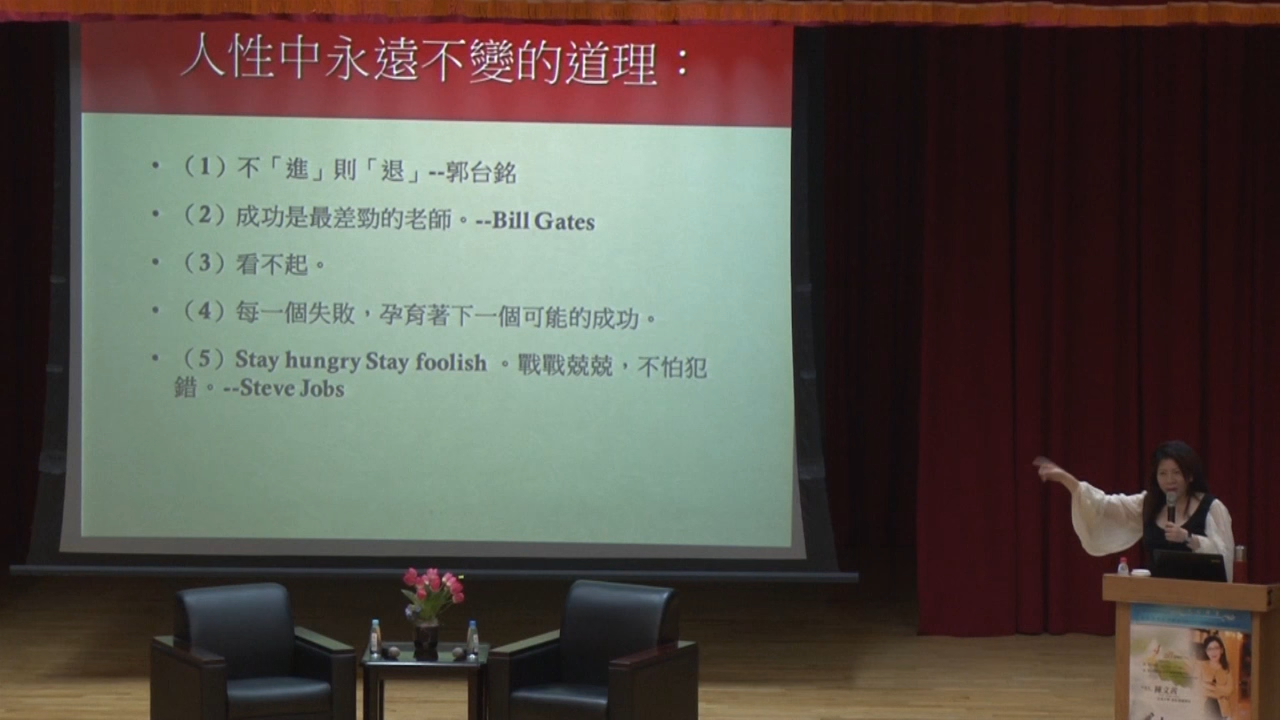 人性中永遠不變的道理：
• （1）不「進」則「退」--郭台銘
• （2）成功是最差勁的老師。--Bill Gates
• （3）看不起。
• （4）每一個失敗，孕育著下一個可能的成功。
• （5）Stay hungry Stay foolish 。戰戰兢兢，不怕犯
錯。--Steve Jobs